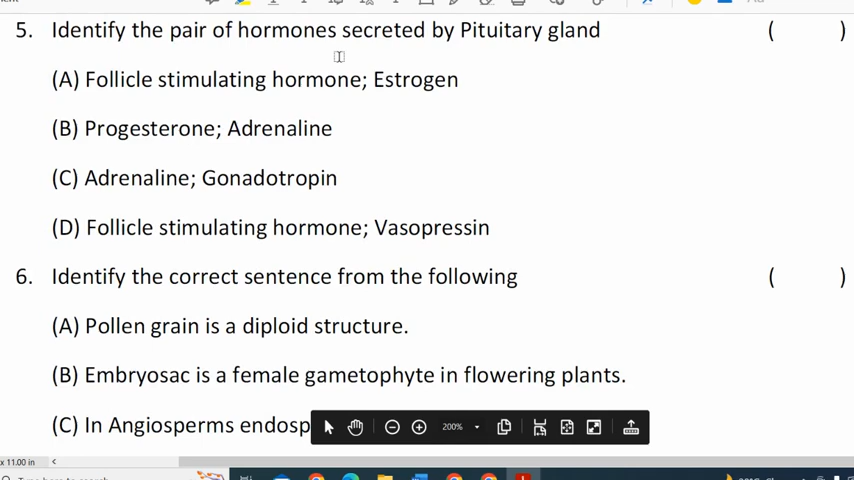 5. Identify the pair of hormones secreted by Pituitary gland ( )
(A) Follicle stimulating hormone; Estrogen
(B) Progesterone; Adrenaline
(C) Adrenaline; Gonadotropin
(D) Follicle stimulating hormone; Vasopressin
6. Identify the correct sentence from the following ( )
(A) Pollen grain is a diploid structure.
(B) Embryosac is a female gametophyte in flowering plants.
(C) In Angiosperms endosp
200%
x 11.00 in